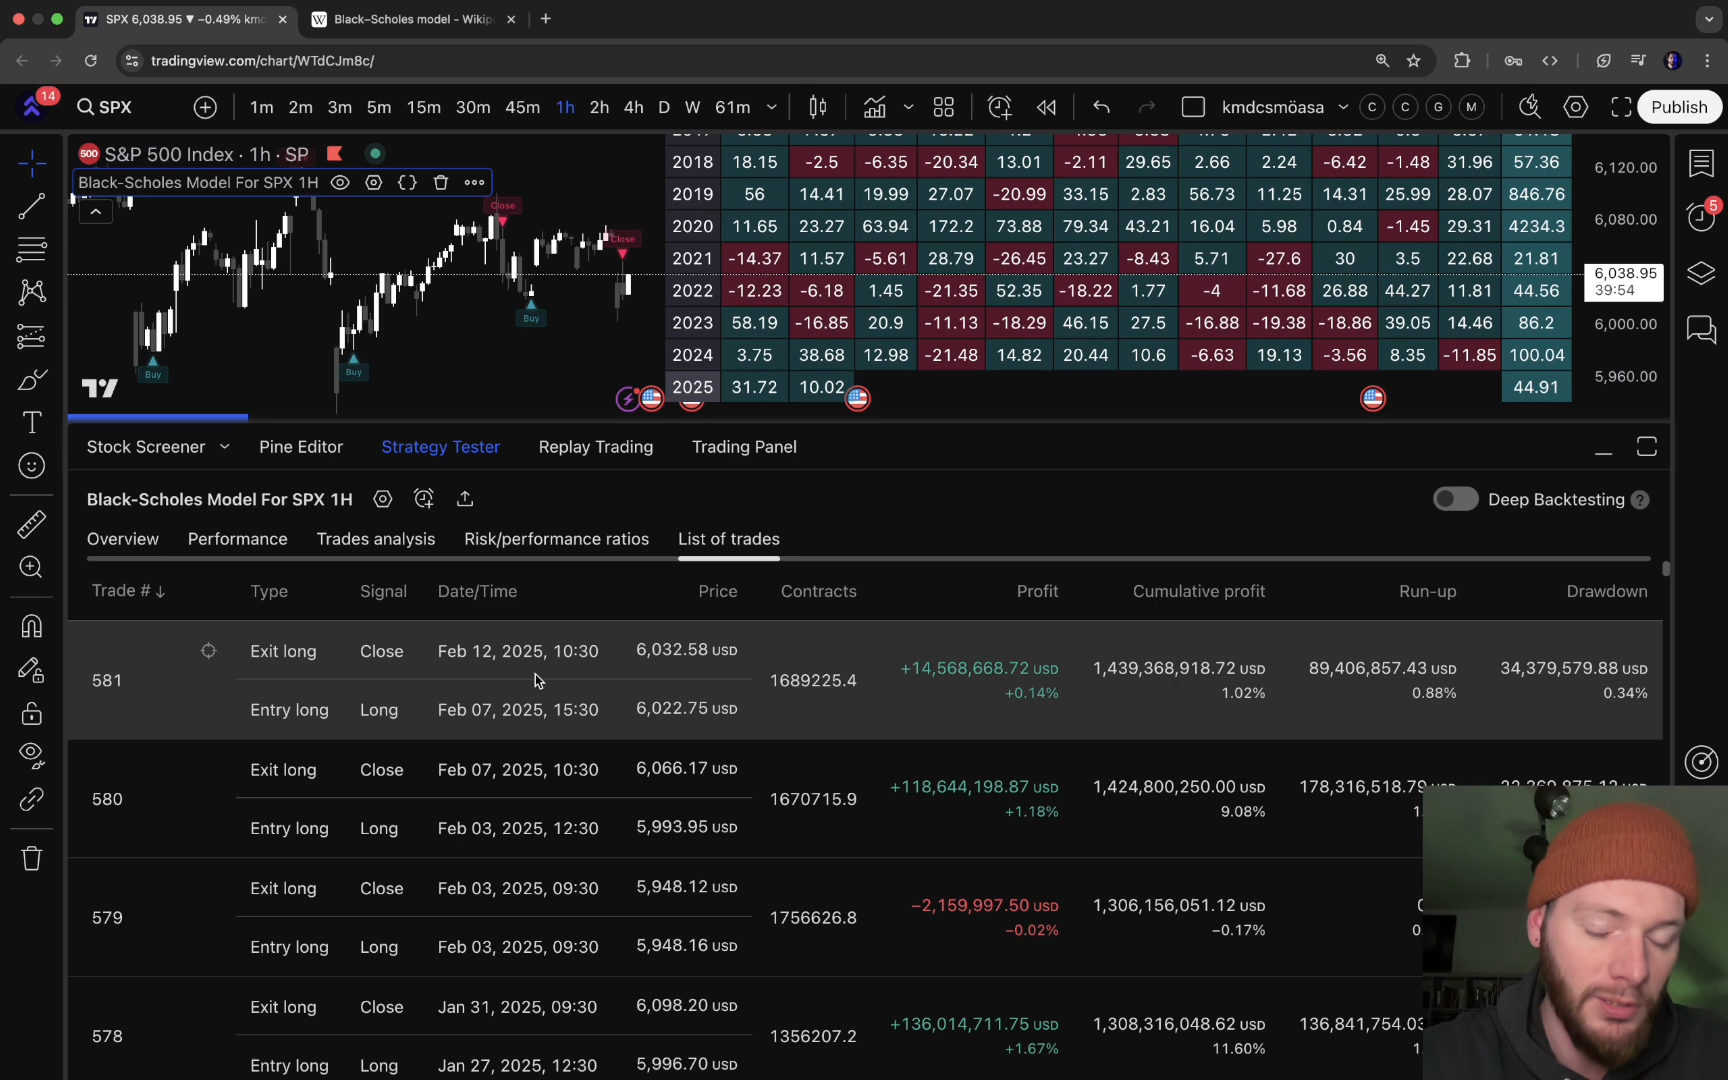 SPX 6,038.95 ▼ −0.49% kmc
Black–Scholes model - Wikip
tradingview.com/chart/WTdCJm8c/
14
SPX
1m 2m 3m 5m 15m 30m 45m 1h 2h 4h D W 61m
kmdcsmöasa
C C G M
Publish
500 S&P 500 Index · 1h · SP
Black-Scholes Model For SPX 1H
Close
Close
Buy
Buy
Buy
2018 18.15 -2.5 -6.35 -20.34 13.01 -2.11 29.65 2.66 2.24 -6.42 -1.48 31.96 57.36
2019 56 14.41 19.99 27.07 -20.99 33.15 2.83 56.73 11.25 14.31 25.99 28.07 846.76
2020 11.65 23.27 63.94 172.2 73.88 79.34 43.21 16.04 5.98 0.84 -1.45 29.31 4234.3
2021 -14.37 11.57 -5.61 28.79 -26.45 23.27 -8.43 5.71 -27.6 30 3.5 22.68 21.81
2022 -12.23 -6.18 1.45 -21.35 52.35 -18.22 1.77 -4 -11.68 26.88 44.27 11.81 44.56
2023 58.19 -16.85 20.9 -11.13 -18.29 46.15 27.5 -16.88 -19.38 -18.86 39.05 14.46 86.2
2024 3.75 38.68 12.98 -21.48 14.82 20.44 10.6 -6.63 19.13 -3.56 8.35 -11.85 100.04
2025 31.72 10.02 44.91
6,120.00
6,080.00
6,038.95
39:54
6,000.00
5,960.00
5
Stock Screener Pine Editor Strategy Tester Replay Trading Trading Panel
Black-Scholes Model For SPX 1H
Deep Backtesting ?
Overview Performance Trades analysis Risk/performance ratios List of trades
Trade # ↓ Type Signal Date/Time Price Contracts Profit Cumulative profit Run-up Drawdown
581
Exit long Close Feb 12, 2025, 10:30 6,032.58 USD
Entry long Long Feb 07, 2025, 15:30 6,022.75 USD
1689225.4
+14,568,668.72 USD 1,439,368,918.72 USD 89,406,857.43 USD 34,379,579.88 USD
+0.14% 1.02% 0.88% 0.34%
580
Exit long Close Feb 07, 2025, 10:30 6,066.17 USD
Entry long Long Feb 03, 2025, 12:30 5,993.95 USD
1670715.9
+118,644,198.87 USD 1,424,800,250.00 USD 178,316,518.79
+1.18% 9.08%
579
Exit long Close Feb 03, 2025, 09:30 5,948.12 USD
Entry long Long Feb 03, 2025, 09:30 5,948.16 USD
1756626.8
−2,159,997.50 USD 1,306,156,051.12 USD
−0.02% −0.17%
578
Exit long Close Jan 31, 2025, 09:30 6,098.20 USD
Entry long Long Jan 27, 2025, 12:30 5,996.70 USD
1356207.2
+136,014,711.75 USD 1,308,316,048.62 USD 136,841,754.03
+1.67% 11.60%